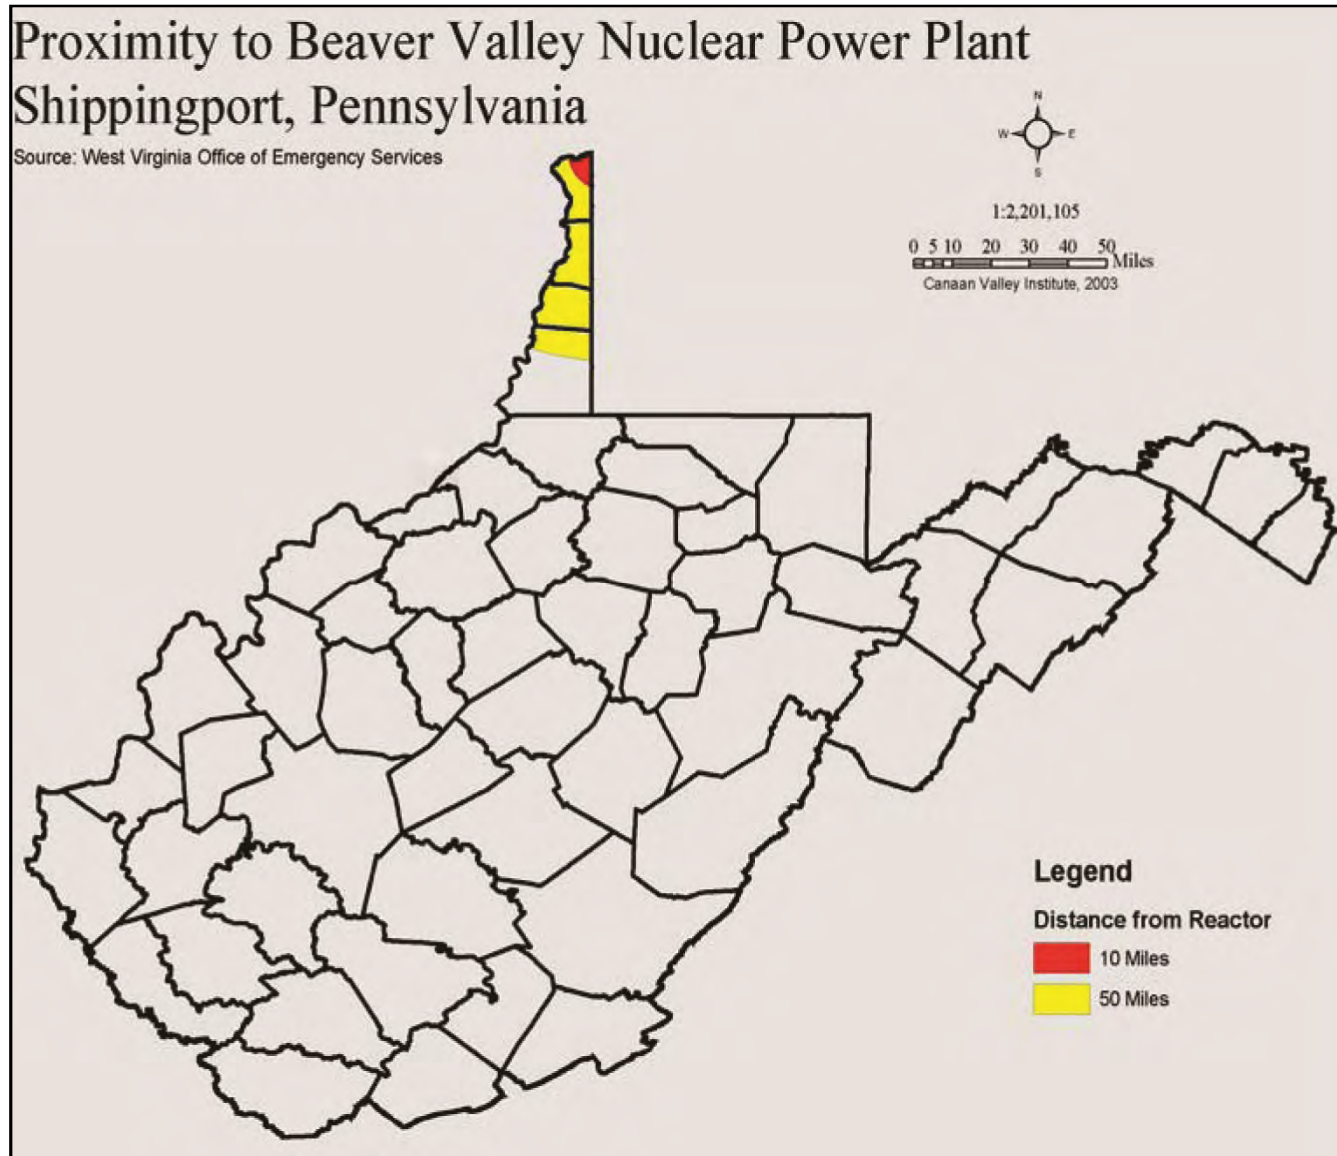 Proximity to Beaver Valley Nuclear Power Plant
Shippingport, Pennsylvania
Source: West Virginia Office of Emergency Services
N
W E
S
1:2,201,105
0 5 10 20 30 40 50
Miles
Canaan Valley Institute, 2003
Legend
Distance from Reactor
10 Miles
50 Miles